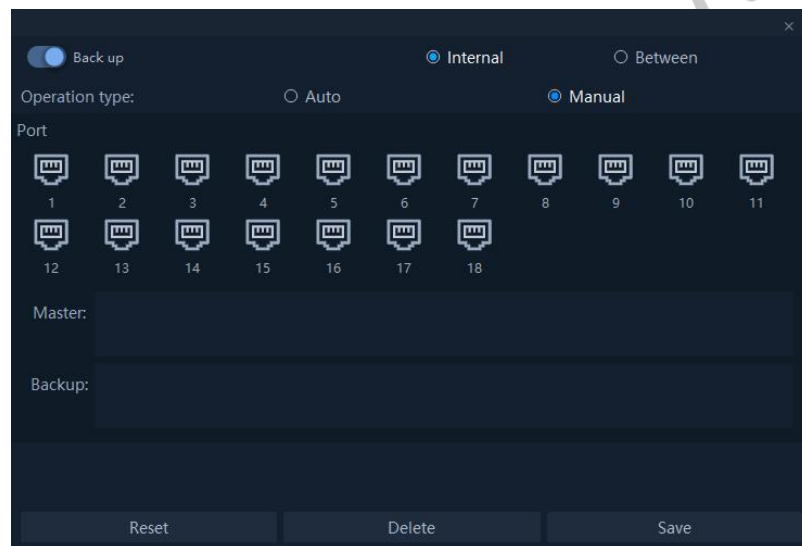 ×
Back up Internal Between
Operation type: Auto Manual
Port
1 2 3 4 5 6 7 8 9 10 11
12 13 14 15 16 17 18
Master:
Backup:
Reset Delete Save